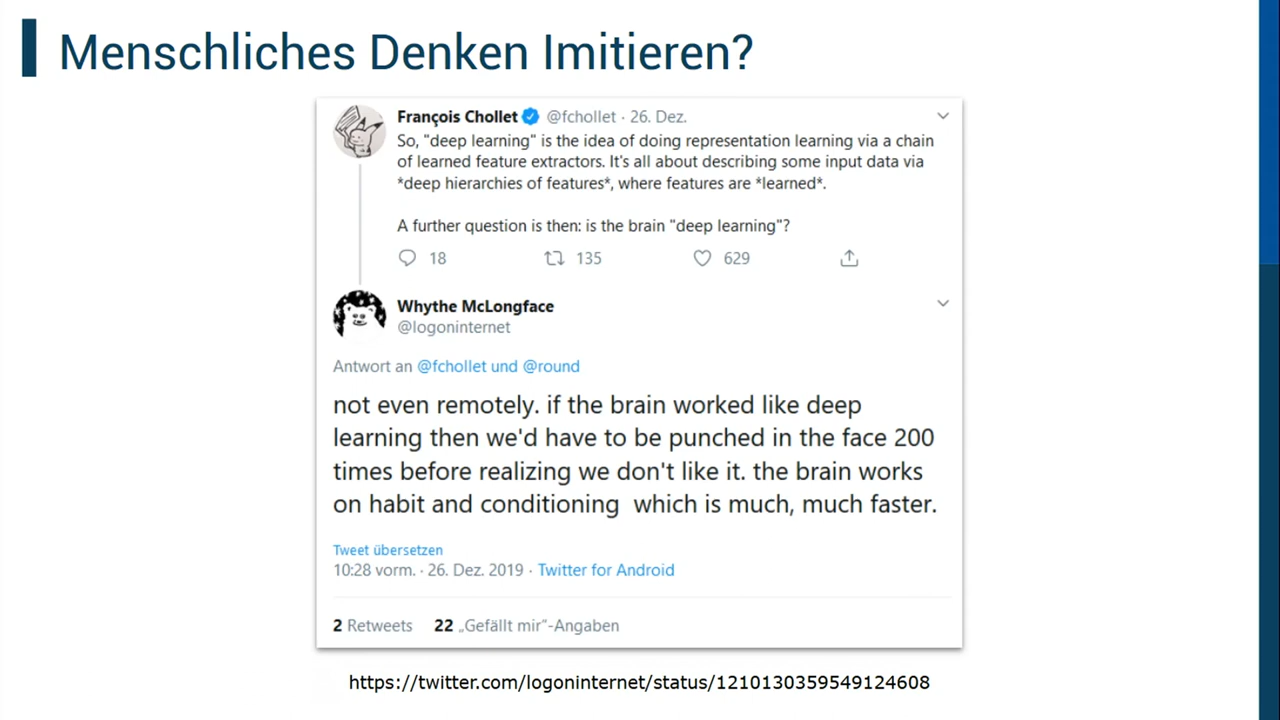 Menschliches Denken Imitieren?
François Chollet @fchollet · 26. Dez.
So, "deep learning" is the idea of doing representation learning via a chain
of learned feature extractors. It's all about describing some input data via
*deep hierarchies of features*, where features are *learned*.
A further question is then: is the brain "deep learning"?
18 135 629
Whythe McLongface
@logoninternet
Antwort an @fchollet und @round
not even remotely. if the brain worked like deep
learning then we'd have to be punched in the face 200
times before realizing we don't like it. the brain works
on habit and conditioning  which is much, much faster.
Tweet übersetzen
10:28 vorm. · 26. Dez. 2019 · Twitter for Android
2 Retweets 22 „Gefällt mir“-Angaben
https://twitter.com/logoninternet/status/1210130359549124608